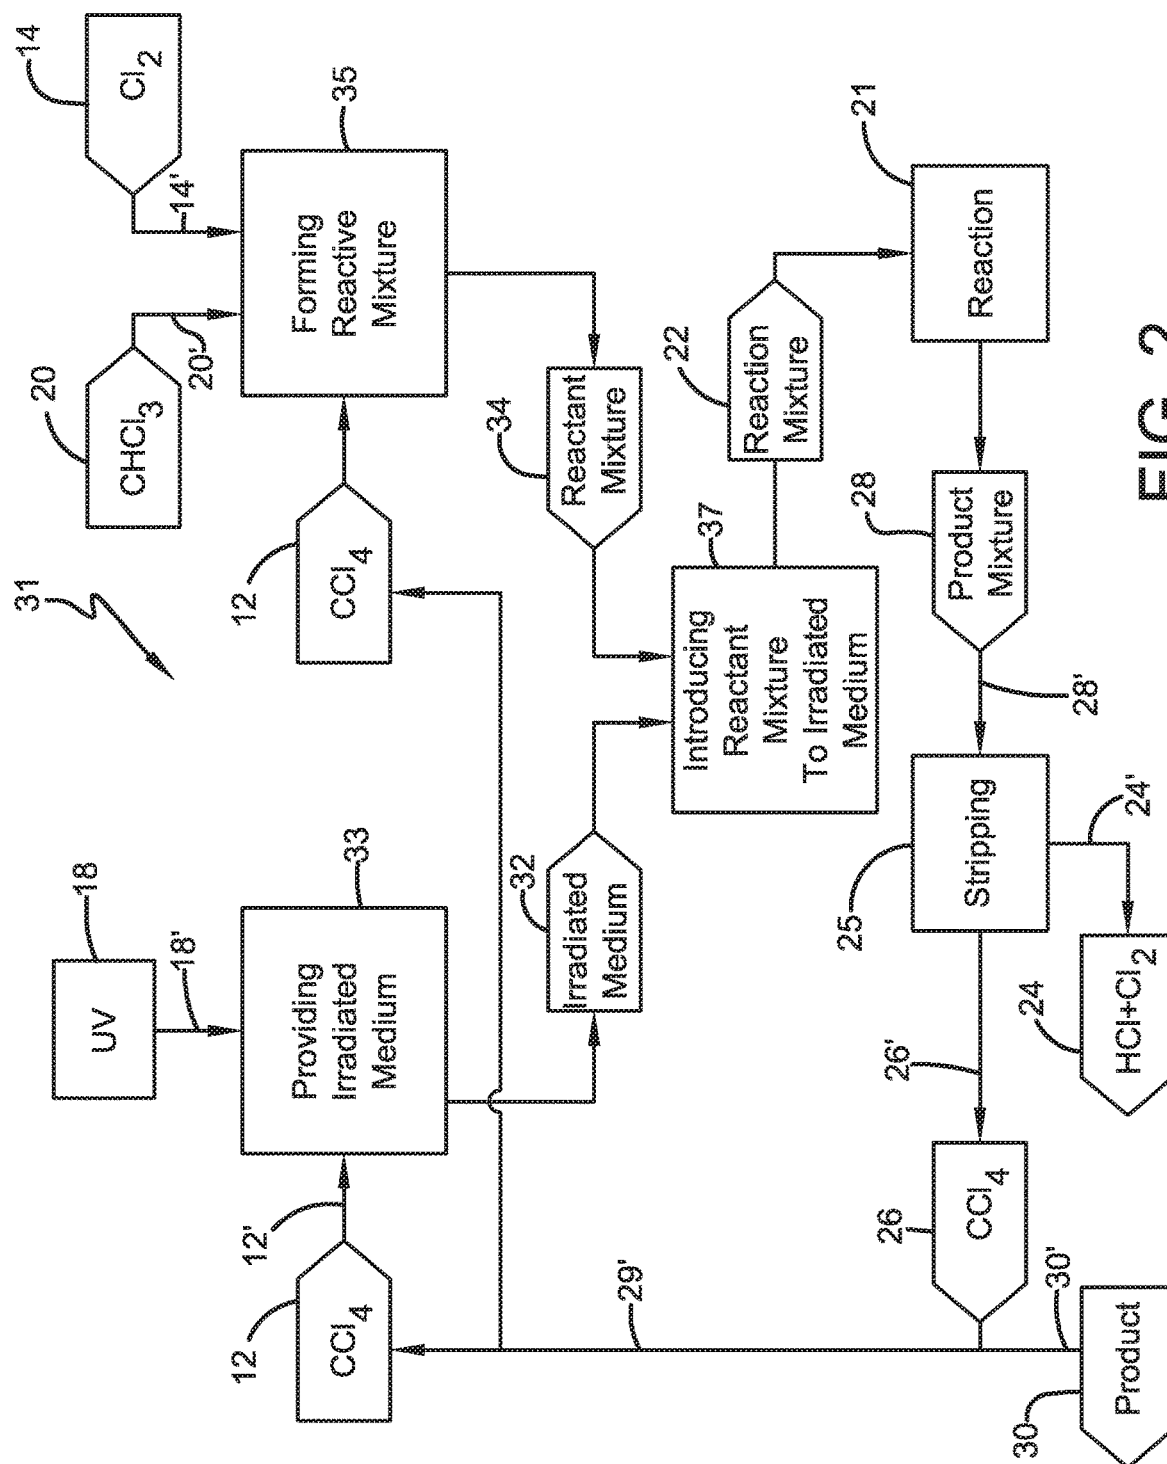 31
14
18
20
UV
CHCl3
Cl2
18'
20'
14'
12
12'
33
12
35
CCl4
Providing
Irradiated
Medium
CCl4
Forming
Reactive
Mixture
32
34
Irradiated
Medium
Reactant
Mixture
29'
37
22
Introducing
Reactant
Mixture
To Irradiated
Medium
Reaction
Mixture
26
26'
25
28
21
CCl4
Stripping
Product
Mixture
Reaction
30
30'
24
24'
28'
Product
HCl+Cl2
FIG. 2